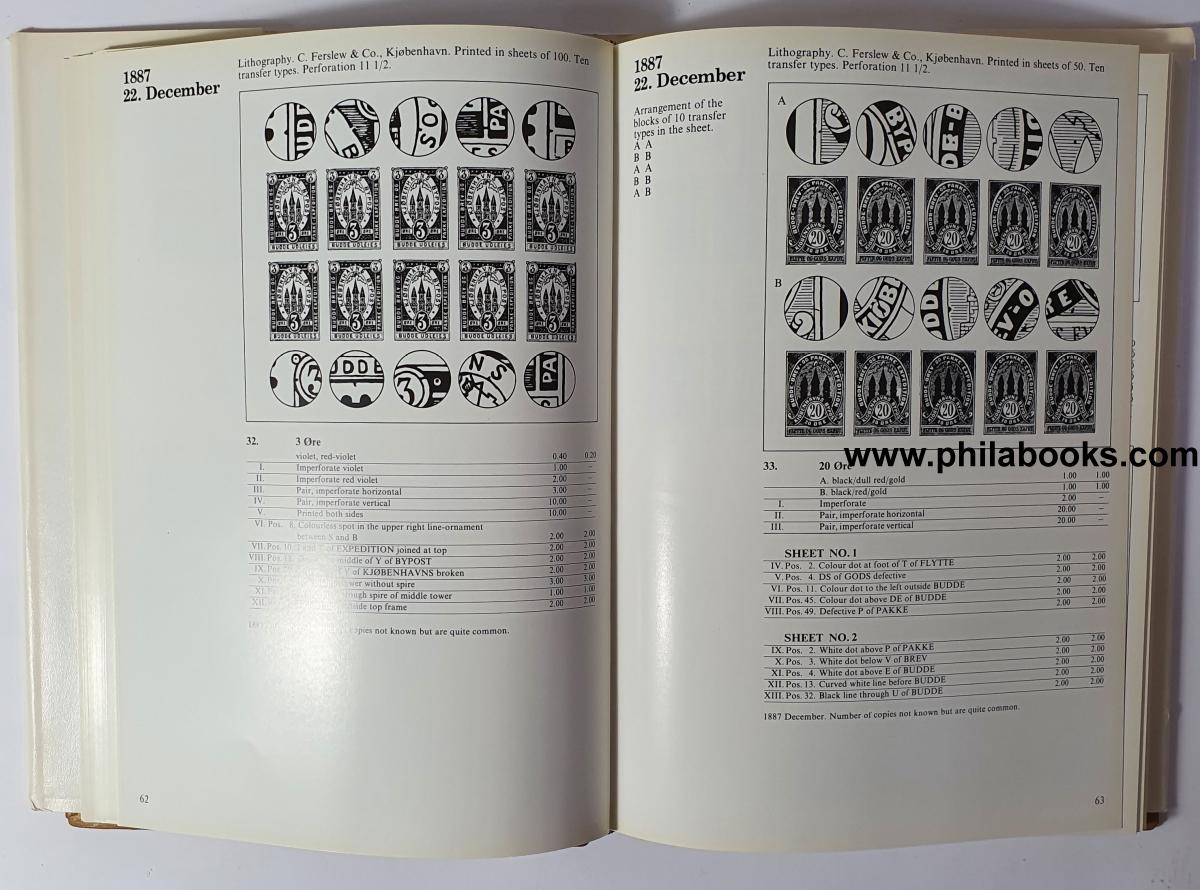 1887
22. December
Lithography. C. Ferslew & Co., Kjøbenhavn. Printed in sheets of 100. Ten
transfer types. Perforation 11 1/2.
32. 3 Øre
violet, red-violet 0.40 0.20
I. Imperforate violet 1.00 –
II. Imperforate red violet 2.00 –
III. Pair, imperforate horizontal 3.00 –
IV. Pair, imperforate vertical 10.00 –
V. Printed both sides 10.00 –
VI. Pos. 8. Colourless spot in the upper right line-ornament
between S and B 2.00 2.00
VII. Pos. 10. of EXPEDITION joined at top 2.00 2.00
VIII. Pos. middle of Y of BYPOST 2.00 2.00
IX. of KJØBENHAVNS broken 2.00 2.00
X. tower without spire 3.00 3.00
XI. spire of middle tower 1.00 1.00
XII. top frame 2.00 2.00
1887 copies not known but are quite common.
62
1887
22. December
Lithography. C. Ferslew & Co., Kjøbenhavn. Printed in sheets of 50. Ten
transfer types. Perforation 11 1/2.
Arrangement of the
blocks of 10 transfer
types in the sheet.
A A
B B
A A
B B
A B
A
B
www.philabooks.com
33. 20 Øre
A. black/dull red/gold 1.00 1.00
B. black/red/gold 1.00 1.00
I. Imperforate 2.00 –
II. Pair, imperforate horizontal 20.00 –
III. Pair, imperforate vertical 20.00 –
SHEET NO. 1
IV. Pos. 2. Colour dot at foot of T of FLYTTE 2.00 2.00
V. Pos. 4. DS of GODS defective 2.00 2.00
VI. Pos. 11. Colour dot to the left outside BUDDE 2.00 2.00
VII. Pos. 45. Colour dot above DE of BUDDE 2.00 2.00
VIII. Pos. 49. Defective P of PAKKE
SHEET NO. 2
IX. Pos. 2. White dot above P of PAKKE 2.00 2.00
X. Pos. 3. White dot below V of BREV 2.00 2.00
XI. Pos. 4. White dot above E of BUDDE 2.00 2.00
XII. Pos. 13. Curved white line before BUDDE 2.00 2.00
XIII. Pos. 32. Black line through U of BUDDE 2.00 2.00
1887 December. Number of copies not known but are quite common.
63